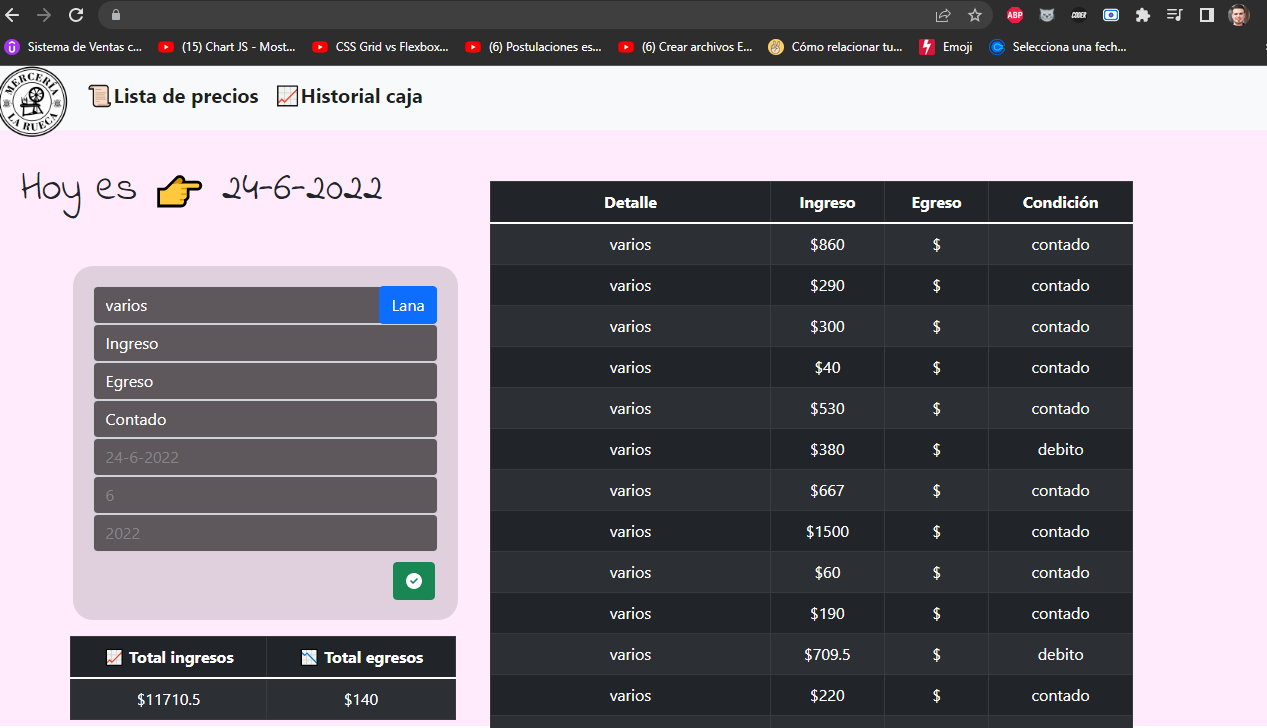 Sistema de Ventas c... (15) Chart JS - Most... CSS Grid vs Flexbox... (6) Postulaciones es... (6) Crear archivos E... Cómo relacionar tu... Emoji Selecciona una fech...
ABP CODER
MERCERÍA LA RUECA
Lista de precios Historial caja
Hoy es 👉 24-6-2022
varios Lana
Ingreso
Egreso
Contado
24-6-2022
6
2022
Total ingresos Total egresos
$11710.5 $140
Detalle Ingreso Egreso Condición
varios $860 $ contado
varios $290 $ contado
varios $300 $ contado
varios $40 $ contado
varios $530 $ contado
varios $380 $ debito
varios $667 $ contado
varios $1500 $ contado
varios $60 $ contado
varios $190 $ contado
varios $709.5 $ debito
varios $220 $ contado